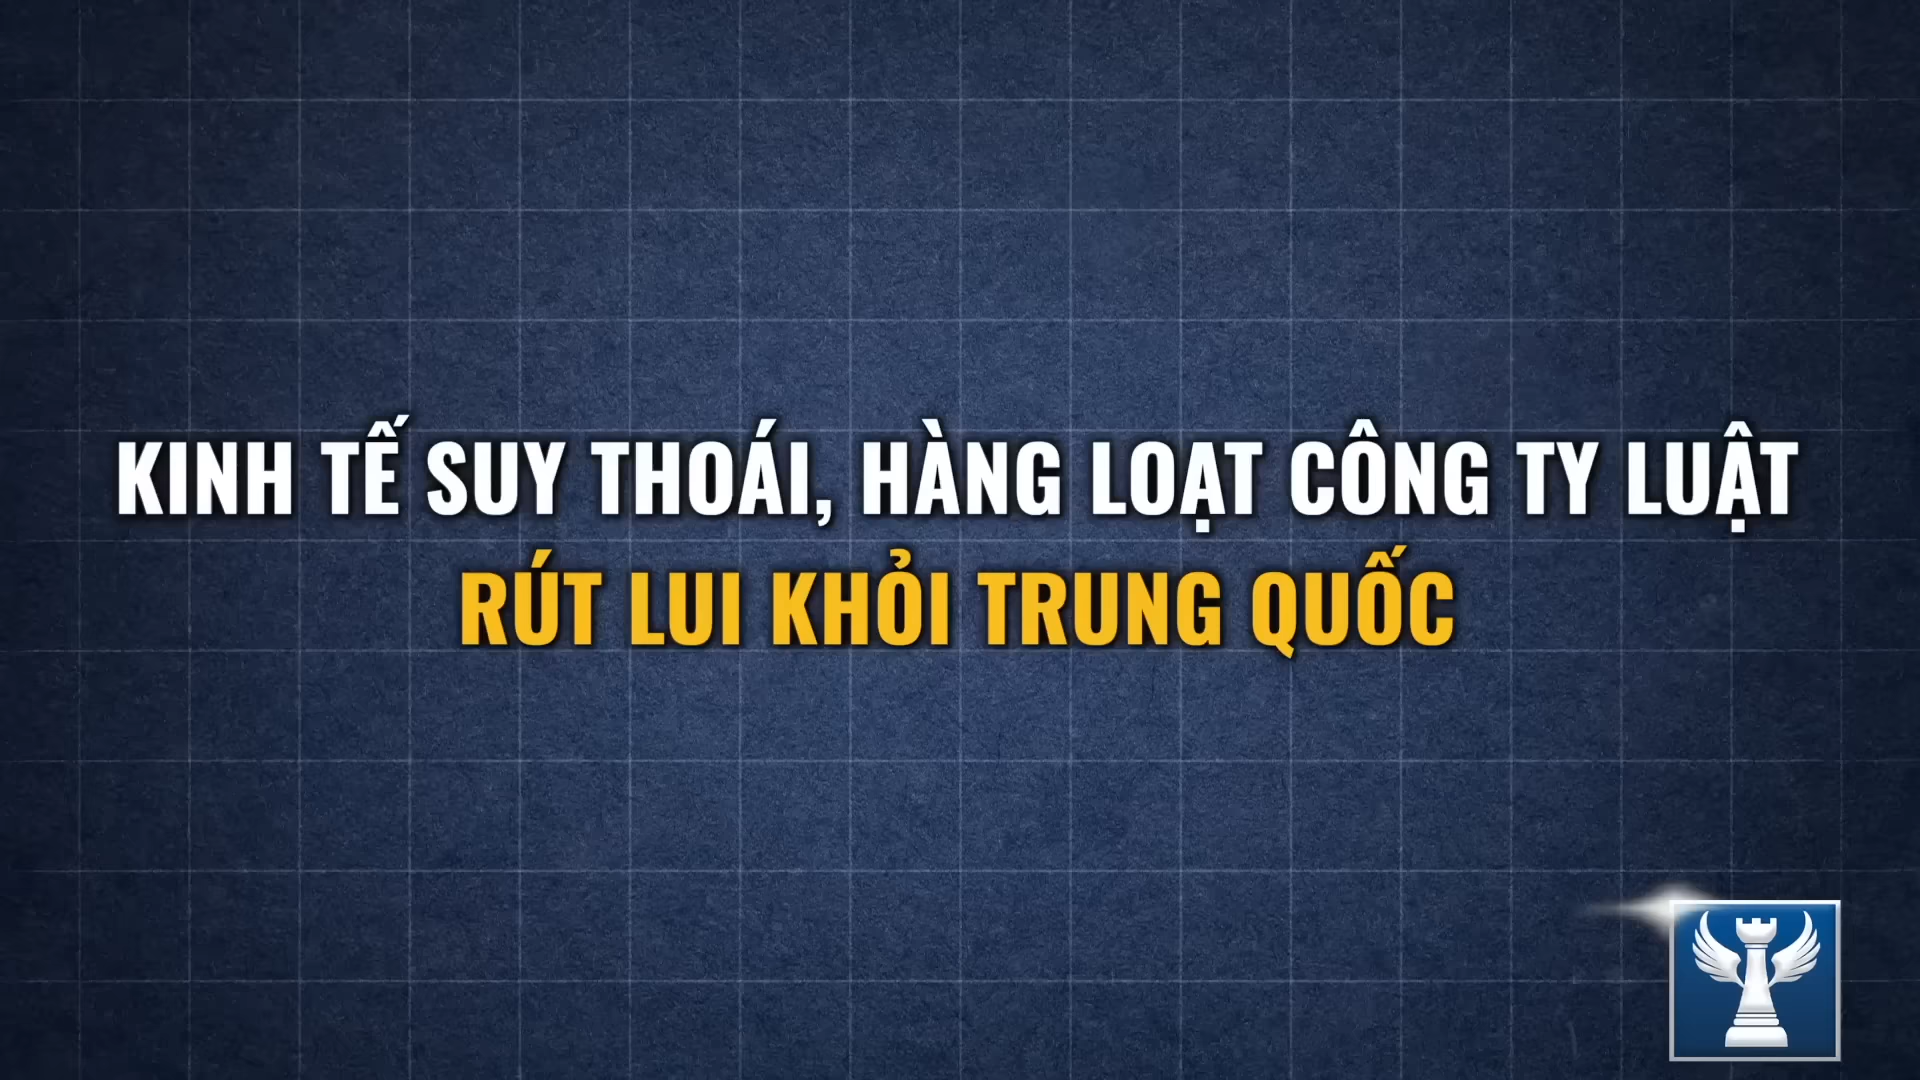 KINH TẾ SUY THOÁI, HÀNG LOẠT CÔNG TY LUẬT
RÚT LUI KHỎI TRUNG QUỐC